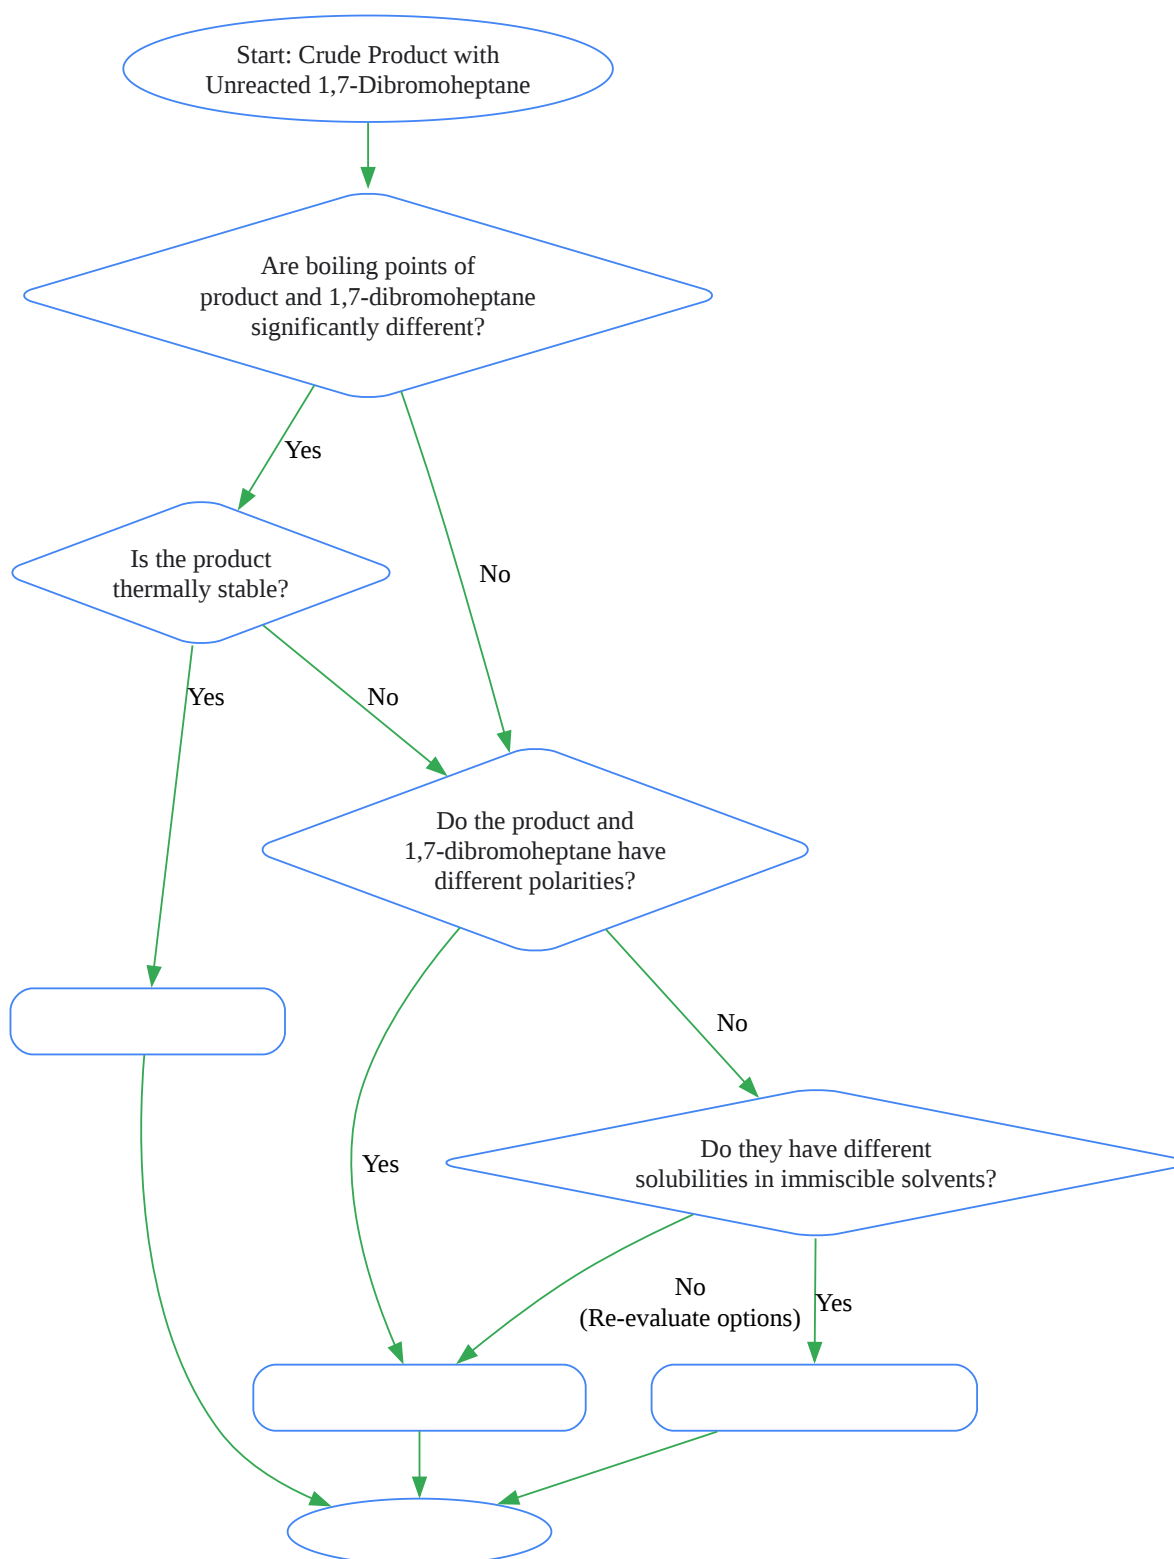 Start: Crude Product with
Unreacted 1,7-Dibromoheptane
Are boiling points of
product and 1,7-dibromoheptane
significantly different?
Yes
Is the product
thermally stable?
No
Yes
No
Do the product and
1,7-dibromoheptane have
different polarities?
No
Do they have different
solubilities in immiscible solvents?
Yes
No
(Re-evaluate options)
Yes